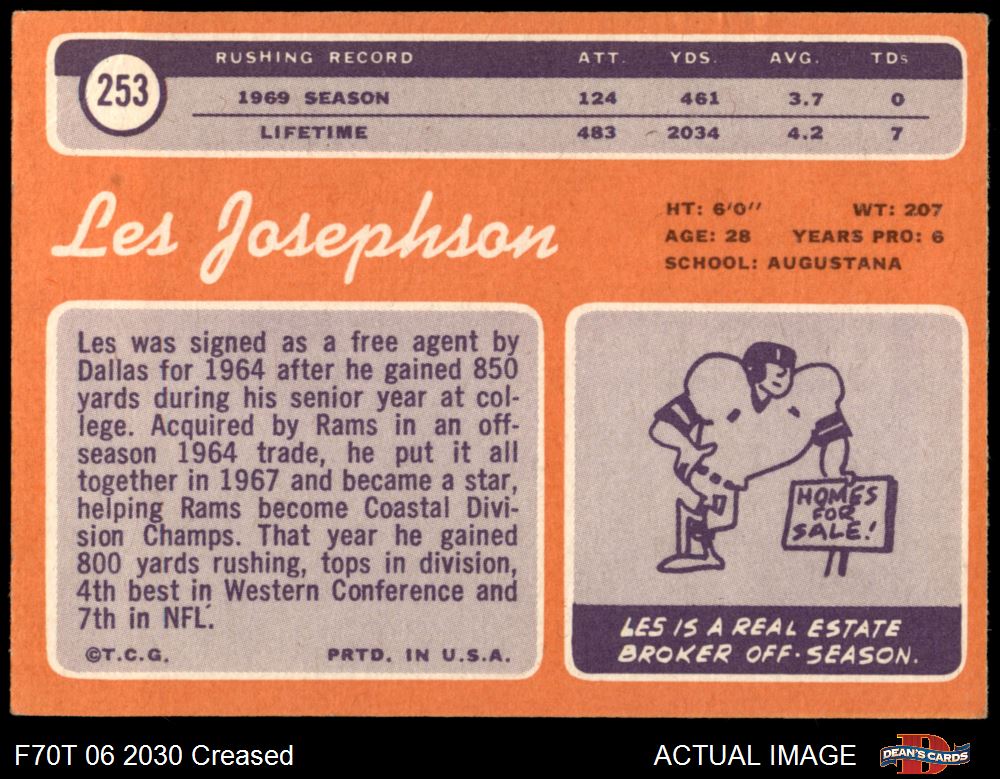 253
RUSHING RECORD ATT. YDS. AVG. TDs
1969 SEASON 124 461 3.7 0
LIFETIME 483 2034 4.2 7
Les Josephson
HT: 6'0'' WT: 207
AGE: 28 YEARS PRO: 6
SCHOOL: AUGUSTANA
Les was signed as a free agent by
Dallas for 1964 after he gained 850
yards during his senior year at col-
lege. Acquired by Rams in an off-
season 1964 trade, he put it all
together in 1967 and became a star,
helping Rams become Coastal Divi-
sion Champs. That year he gained
800 yards rushing, tops in division,
4th best in Western Conference and
7th in NFL.
©T.C.G. PRTD. IN U.S.A.
HOMES
FOR
SALE!
LES IS A REAL ESTATE
BROKER OFF-SEASON.
F70T 06 2030 Creased
ACTUAL IMAGE
DEAN'S CARDS